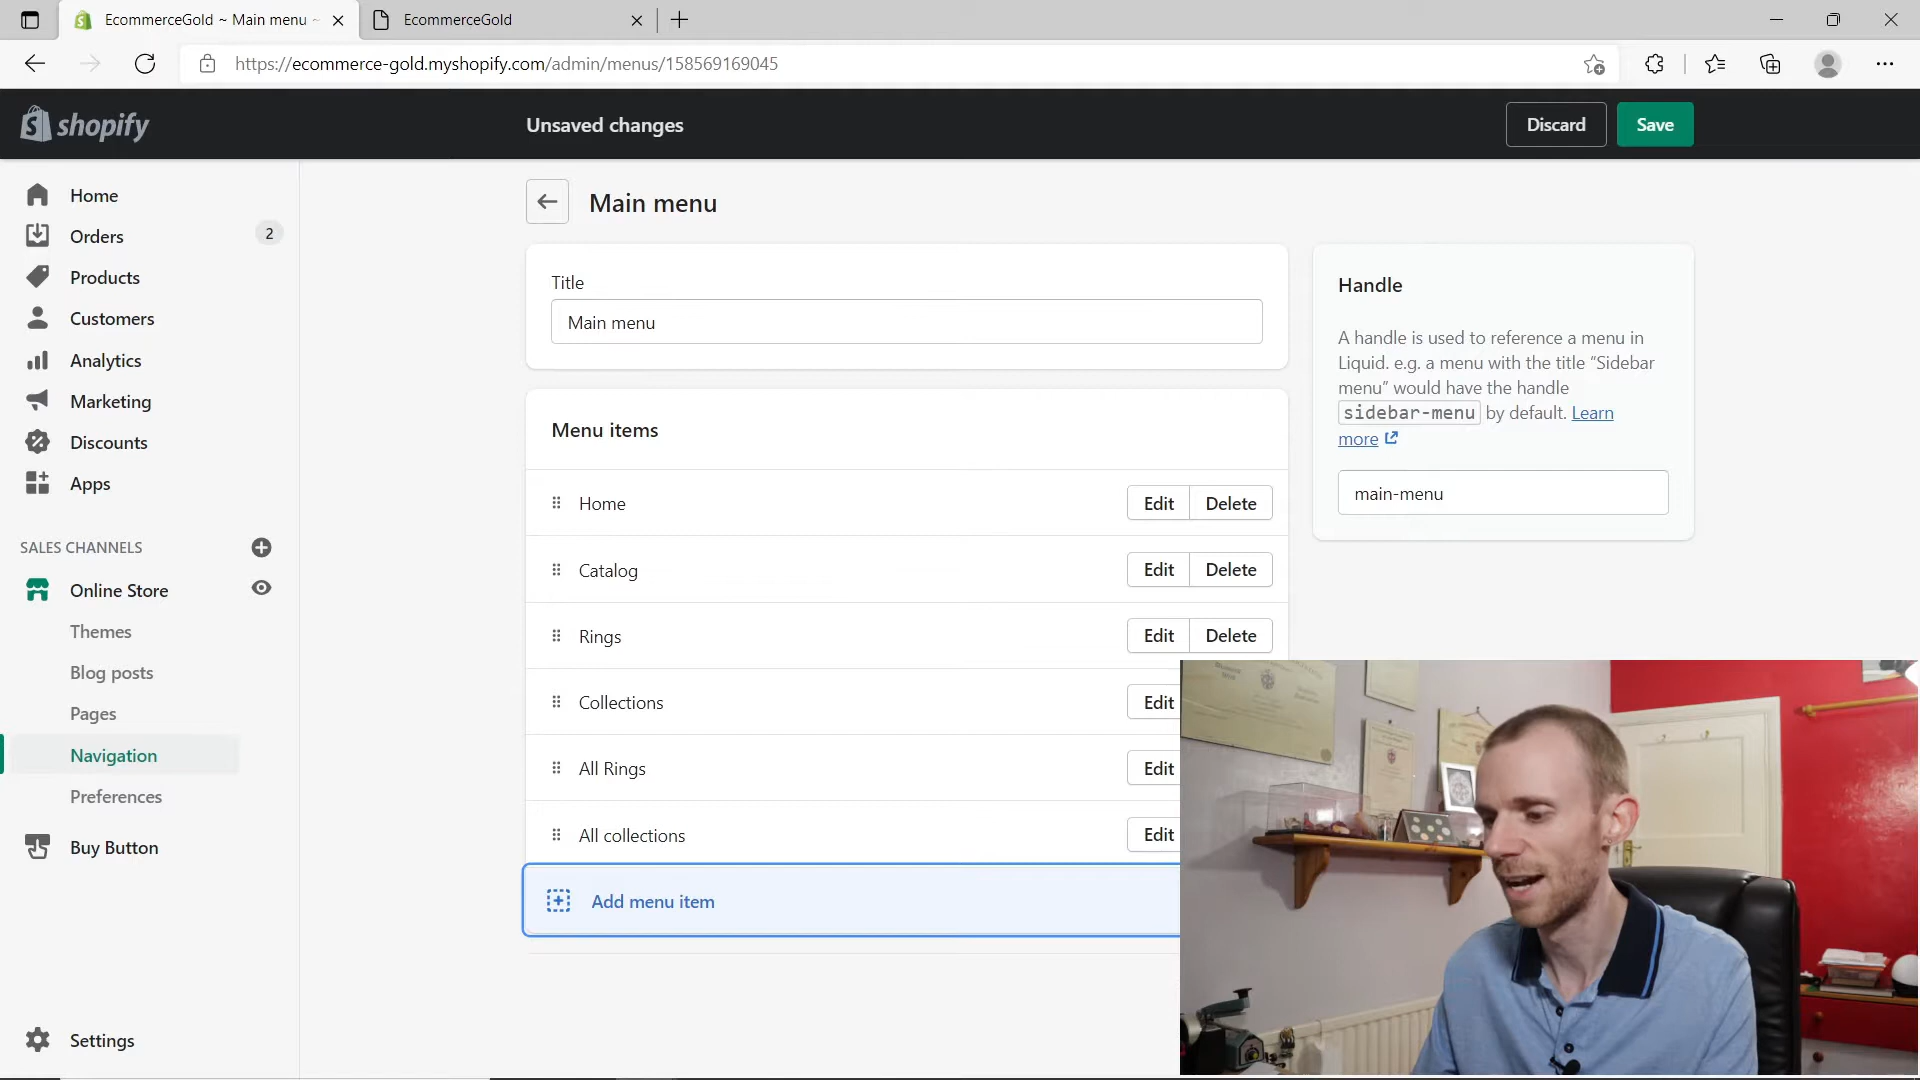 EcommerceGold ~ Main menu ~
EcommerceGold
https://ecommerce-gold.myshopify.com/admin/menus/158569169045
shopify
Unsaved changes
Discard
Save
Home
Orders
2
Products
Customers
Analytics
Marketing
Discounts
Apps
SALES CHANNELS
Online Store
Themes
Blog posts
Pages
Navigation
Preferences
Buy Button
Settings
Main menu
Title
Main menu
Menu items
Home
Edit
Delete
Catalog
Edit
Delete
Rings
Edit
Delete
Collections
Edit
All Rings
Edit
All collections
Edit
Add menu item
Handle
A handle is used to reference a menu in
Liquid. e.g. a menu with the title “Sidebar
menu” would have the handle
sidebar-menu by default. Learn
more
main-menu